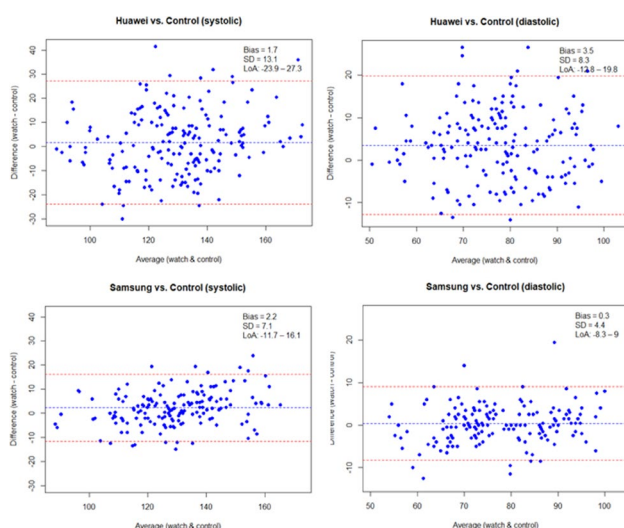 Huawei vs. Control (systolic)
Bias = 1.7
SD = 13.1
LoA: -23.9 – 27.3
Difference (watch - control)
40
30
20
10
0
-10
-20
-30
100
120
140
160
Average (watch & control)
Huawei vs. Control (diastolic)
Bias = 3.5
SD = 8.3
LoA: -12.8 – 19.8
Difference (watch - control)
20
10
0
-10
50
60
70
80
90
100
Average (watch & control)
Samsung vs. Control (systolic)
Bias = 2.2
SD = 7.1
LoA: -11.7 – 16.1
Difference (watch - control)
40
30
20
10
0
-10
-20
-30
100
120
140
160
Average (watch & control)
Samsung vs. Control (diastolic)
Bias = 0.3
SD = 4.4
LoA: -8.3 – 9
Difference (watch - control)
20
10
0
-10
50
60
70
80
90
100
Average (watch & control)